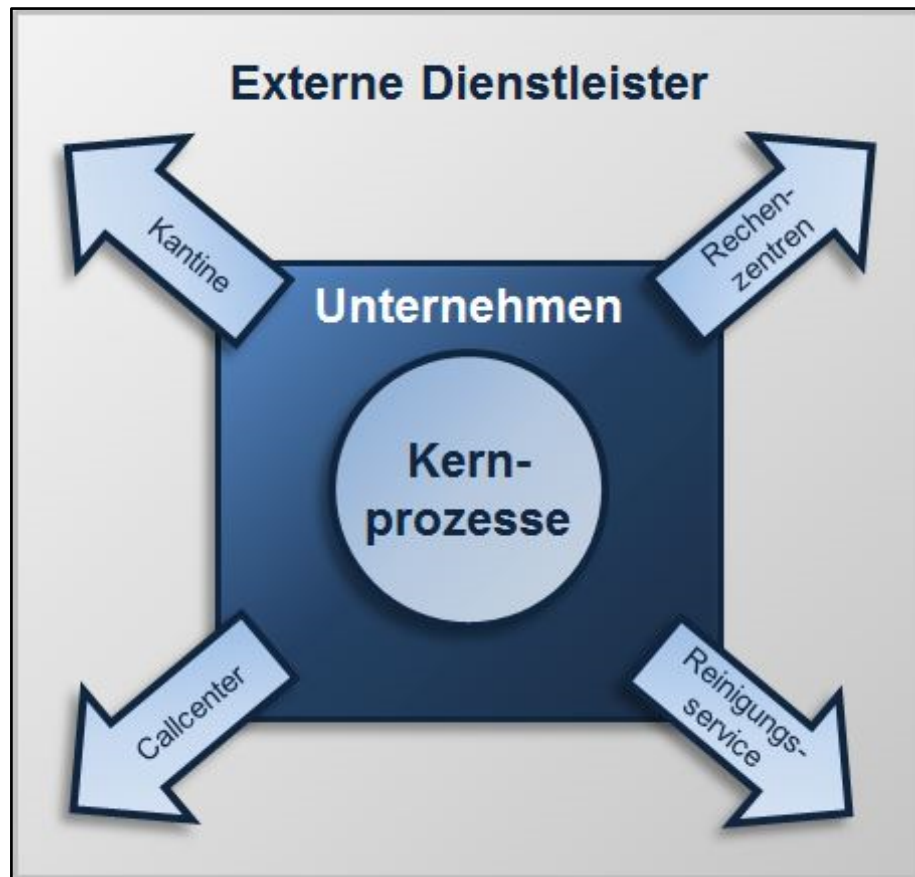 Externe Dienstleister
Kantine
Rechen-
zentren
Unternehmen
Kern-
prozesse
Callcenter
Reinigungs-
service